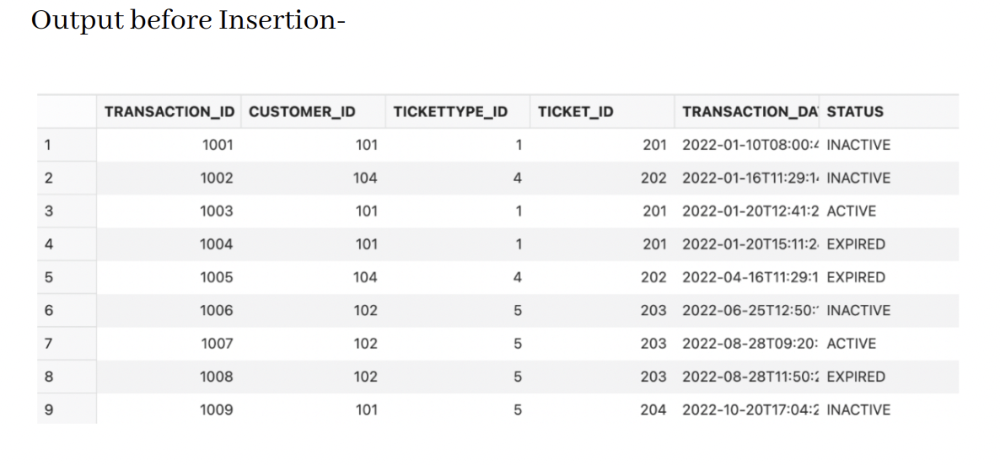 Output before Insertion-
TRANSACTION_ID CUSTOMER_ID TICKETTYPE_ID TICKET_ID TRANSACTION_DA STATUS
1 1001 101 1 201 2022-01-10T08:00:4 INACTIVE
2 1002 104 4 202 2022-01-16T11:29:14 INACTIVE
3 1003 101 1 201 2022-01-20T12:41:2 ACTIVE
4 1004 101 1 201 2022-01-20T15:11:2 EXPIRED
5 1005 104 4 202 2022-04-16T11:29:1 EXPIRED
6 1006 102 5 203 2022-06-25T12:50: INACTIVE
7 1007 102 5 203 2022-08-28T09:20: ACTIVE
8 1008 102 5 203 2022-08-28T11:50:2 EXPIRED
9 1009 101 5 204 2022-10-20T17:04:2 INACTIVE